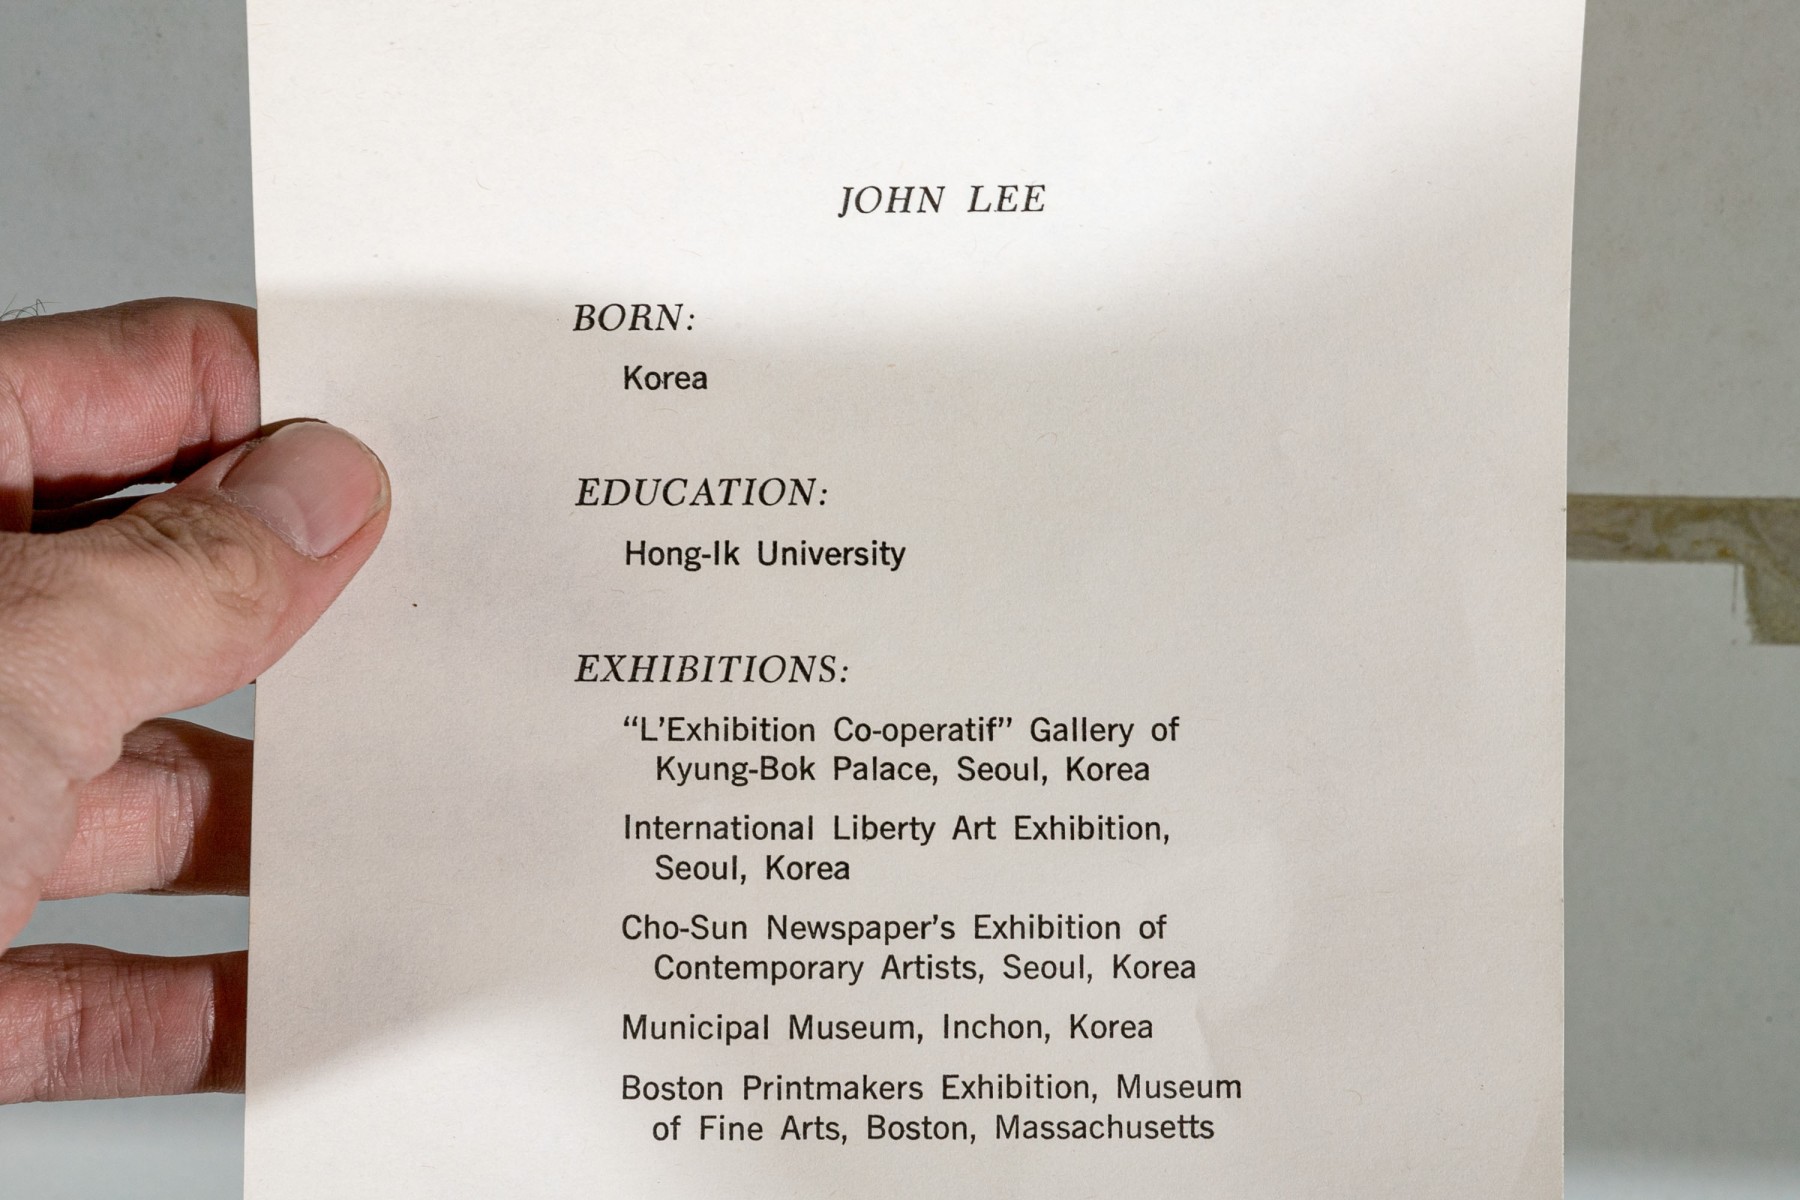 JOHN LEE
BORN:
Korea
EDUCATION:
Hong-Ik University
EXHIBITIONS:
“L’Exhibition Co-operatif” Gallery of
Kyung-Bok Palace, Seoul, Korea
International Liberty Art Exhibition,
Seoul, Korea
Cho-Sun Newspaper’s Exhibition of
Contemporary Artists, Seoul, Korea
Municipal Museum, Inchon, Korea
Boston Printmakers Exhibition, Museum
of Fine Arts, Boston, Massachusetts